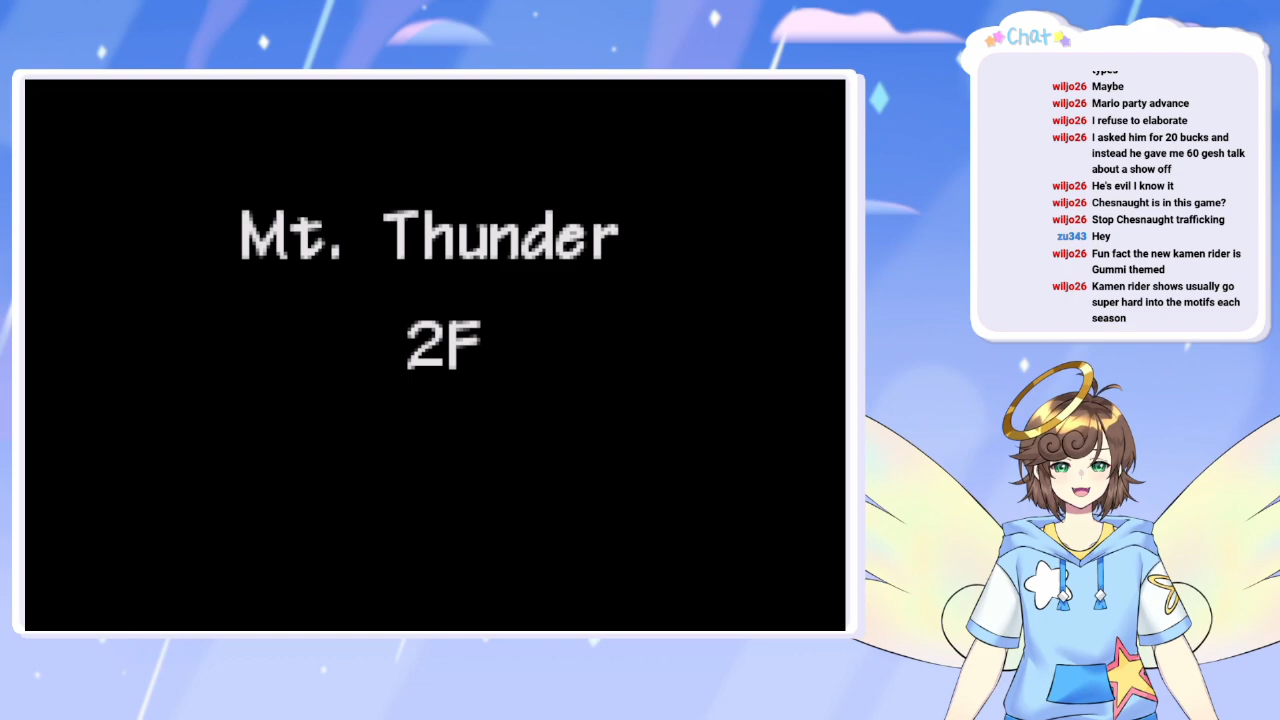 Mt. Thunder
2F
Chat
types
wiljo26 Maybe
wiljo26 Mario party advance
wiljo26 I refuse to elaborate
wiljo26 I asked him for 20 bucks and
instead he gave me 60 gesh talk
about a show off
wiljo26 He's evil I know it
wiljo26 Chesnaught is in this game?
wiljo26 Stop Chesnaught trafficking
zu343 Hey
wiljo26 Fun fact the new kamen rider is
Gummi themed
wiljo26 Kamen rider shows usually go
super hard into the motifs each
season